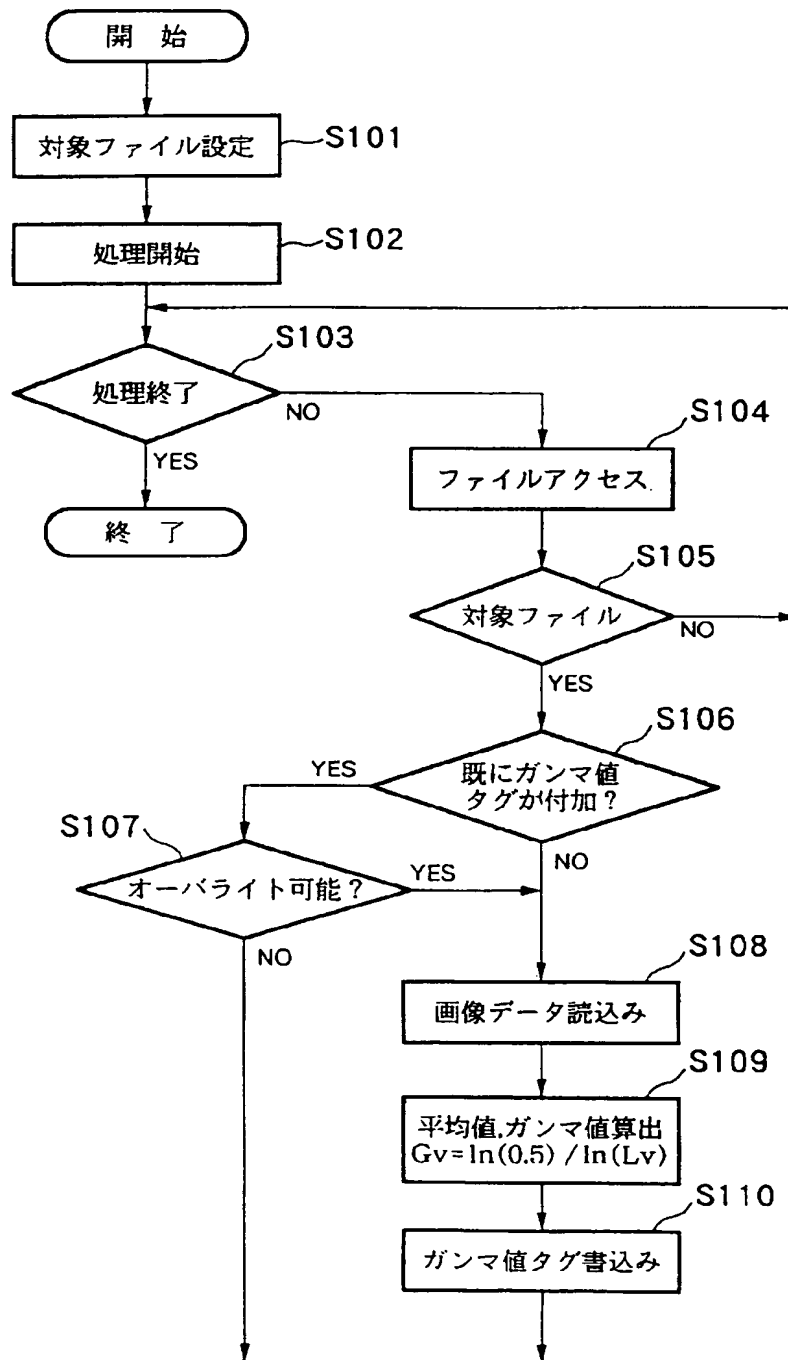 開 始
対象ファイル設定
S101
処理開始
S102
S103
処理終了
NO
YES
終 了
S104
ファイルアクセス
S105
対象ファイル
NO
YES
S106
既にガンマ値
タグが付加？
YES
NO
S107
オーバライト可能？
YES
NO
S108
画像データ読込み
S109
平均値,ガンマ値算出
Gv=ln(0.5)/ln(Lv)
S110
ガンマ値タグ書込み